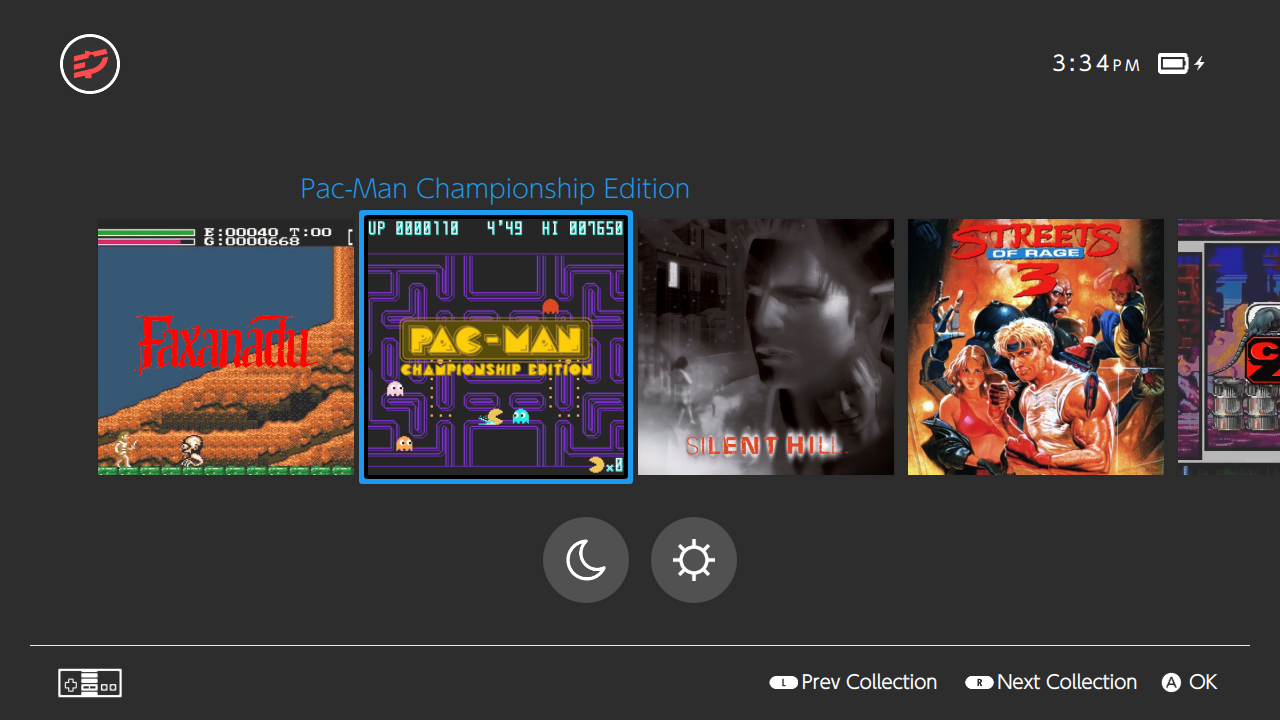 3:34PM
Pac-Man Championship Edition
E:00040 T:00
G:0000668
Faxanadu
UP 0000110 4'49 HI 007650
PAC-MAN
CHAMPIONSHIP EDITION
×0
SILENT HILL
STREETS
OF RAGE
3
L Prev Collection
R Next Collection
A OK